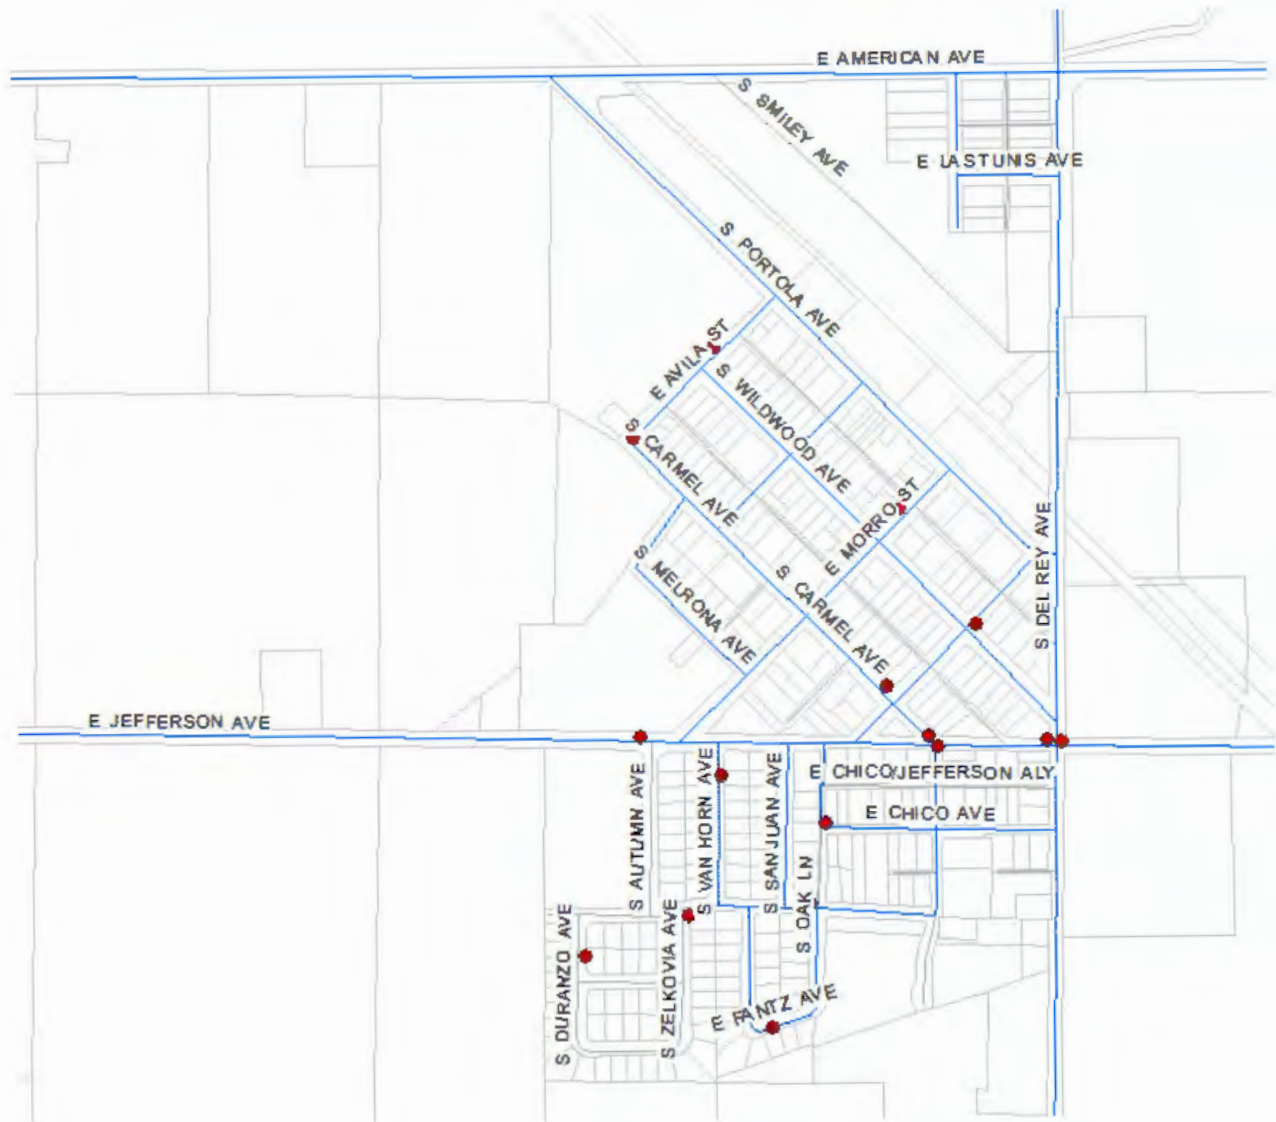 E AMERICAN AVE
S SMILEY AVE
E LASTUNIS AVE
S PORTOLA AVE
E AVILA ST
S WILDWOOD AVE
S CARMEL AVE
E MORRO ST
S DEL REY AVE
S MELRONA AVE
S CARMEL AVE
E JEFFERSON AVE
E CHICO/JEFFERSON ALY
E CHICO AVE
S AUTUMN AVE
S VAN HORN AVE
S SAN JUAN AVE
S OAK LN
S DURANZO AVE
S ZELKOVIA AVE
E FANTZ AVE